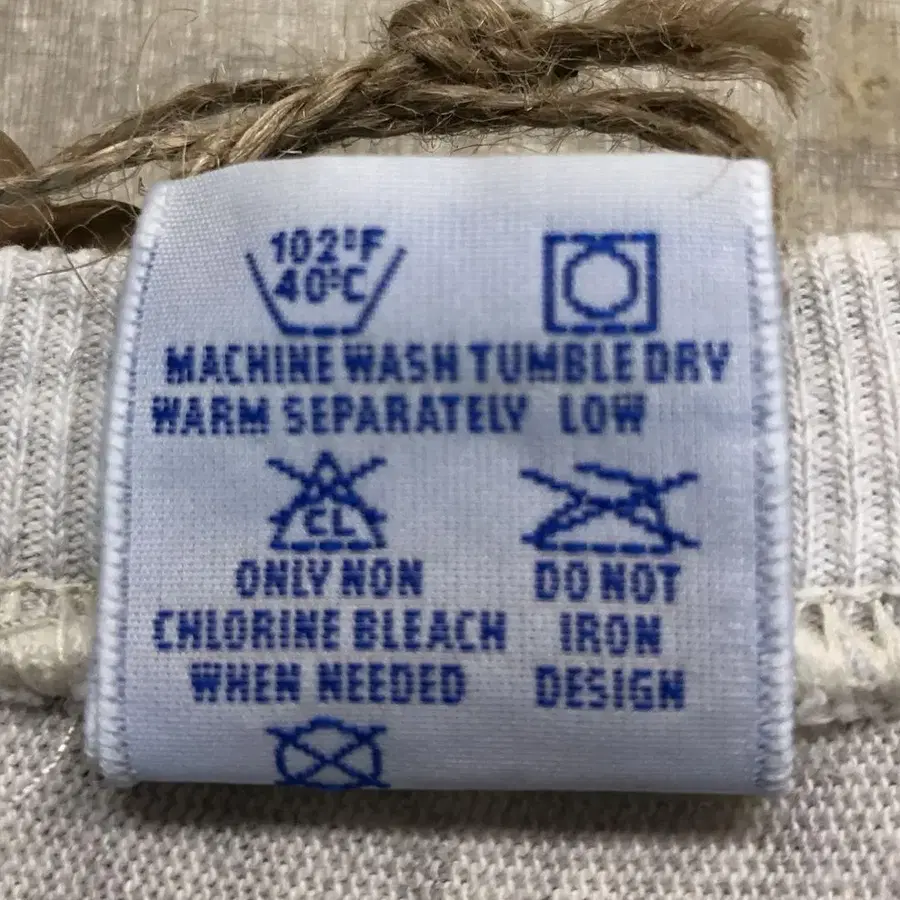 102°F
40°C
MACHINE WASH
WARM SEPARATELY
TUMBLE DRY
LOW
CL
ONLY NON
CHLORINE BLEACH
WHEN NEEDED
DO NOT
IRON
DESIGN